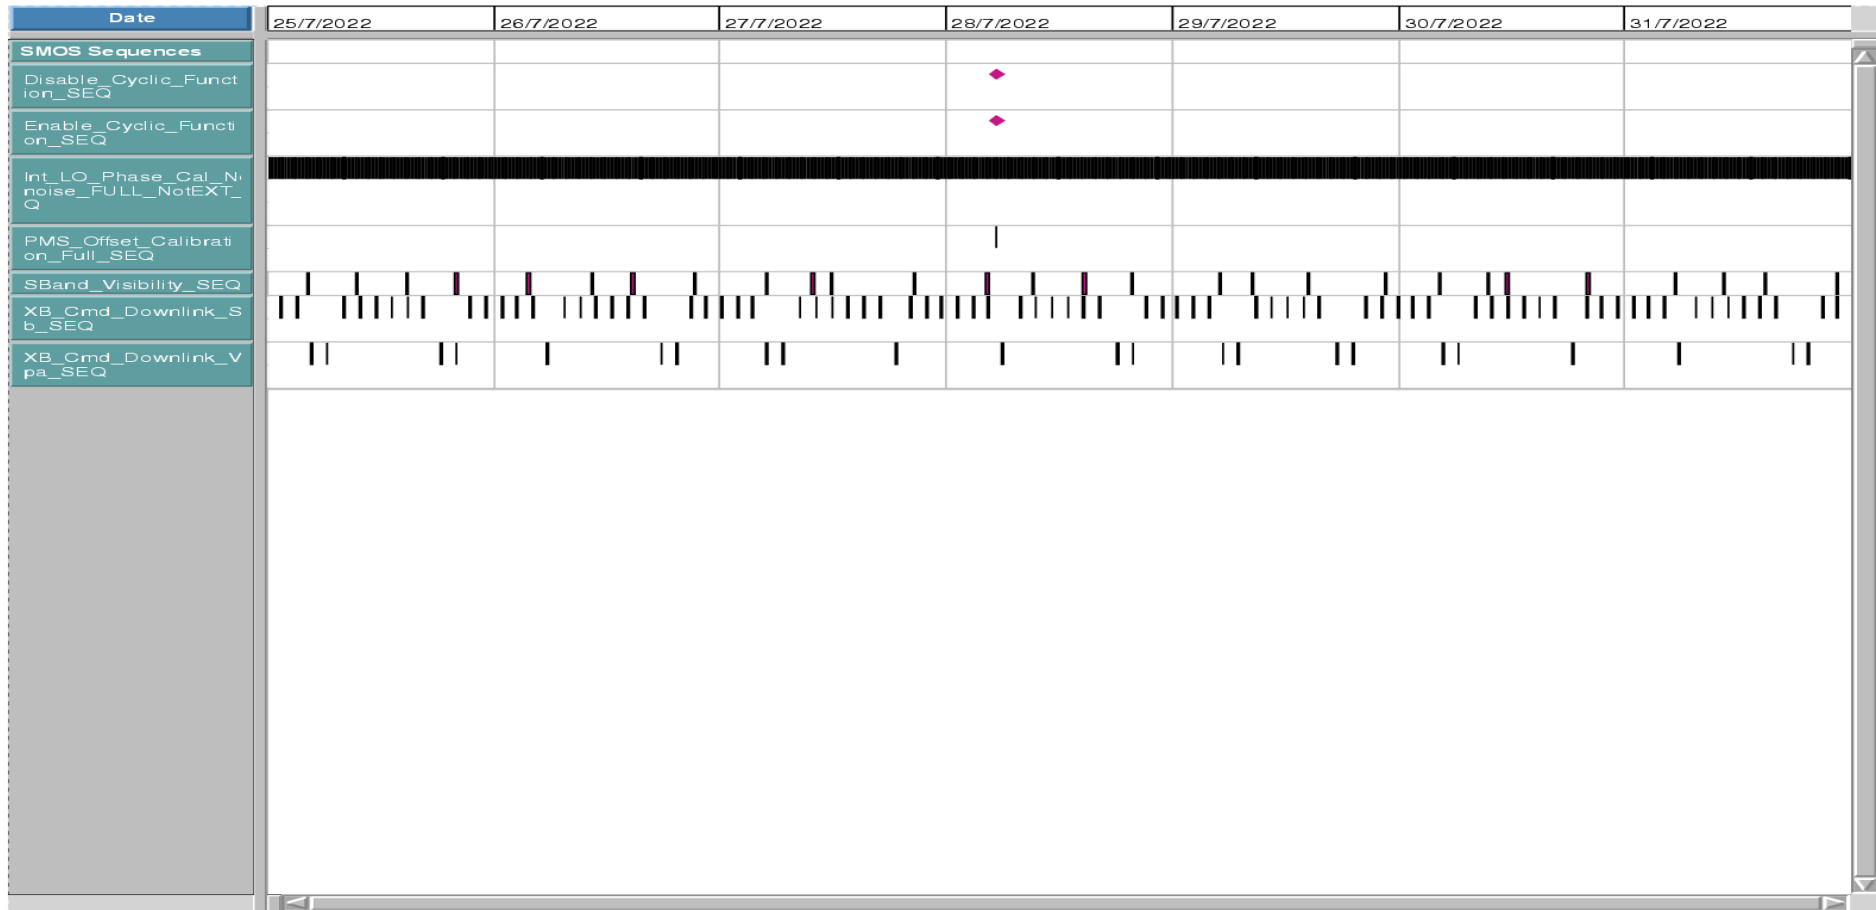 Date
25/7/2022 26/7/2022 27/7/2022 28/7/2022 29/7/2022 30/7/2022 31/7/2022
SMOS Sequences
Disable_Cyclic_Funct
ion_SEQ
Enable_Cyclic_Functi
on_SEQ
Int_LO_Phase_Cal_N
noise_FULL_NotEXT_
Q
PMS_Offset_Calibrati
on_Full_SEQ
SBand_Visibility_SEQ
XB_Cmd_Downlink_S
b_SEQ
XB_Cmd_Downlink_V
pa_SEQ